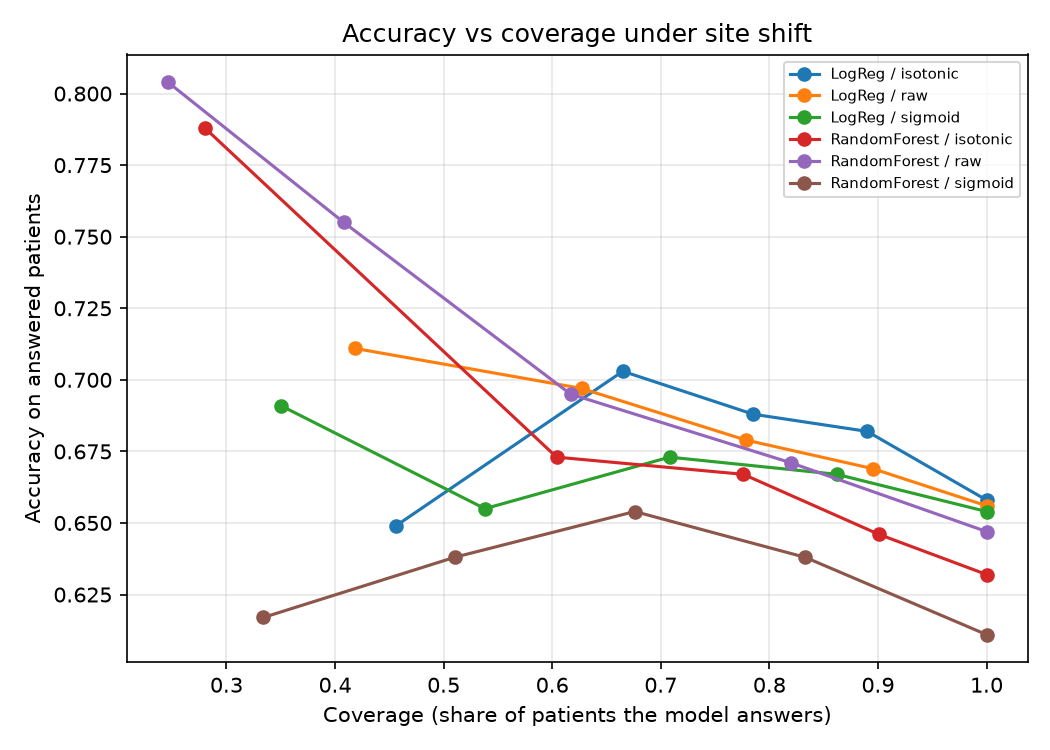 Accuracy vs coverage under site shift
LogReg / isotonic
LogReg / raw
LogReg / sigmoid
RandomForest / isotonic
RandomForest / raw
RandomForest / sigmoid
Accuracy on answered patients
0.800
0.775
0.750
0.725
0.700
0.675
0.650
0.625
0.3 0.4 0.5 0.6 0.7 0.8 0.9 1.0
Coverage (share of patients the model answers)